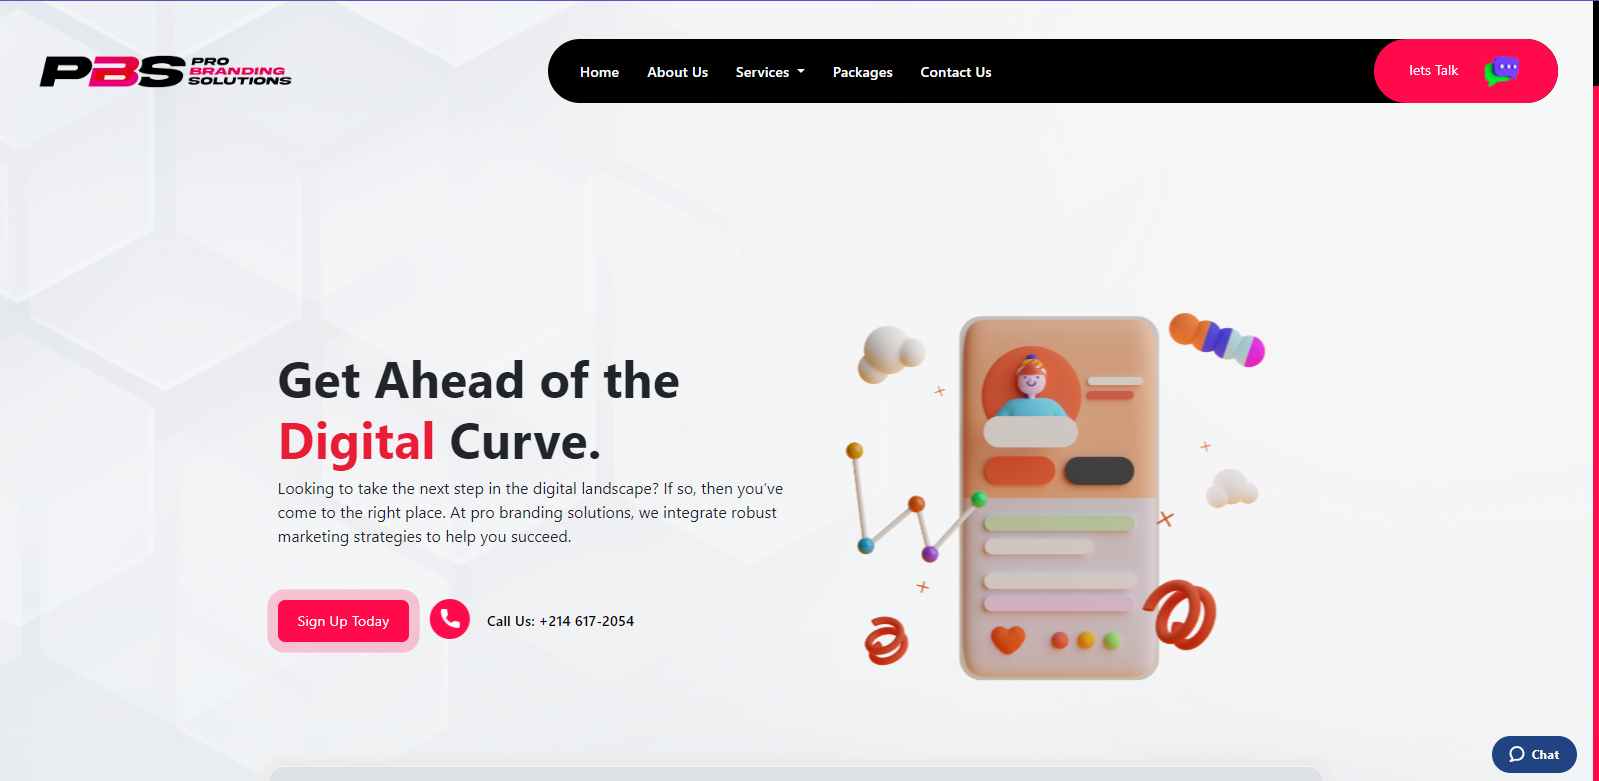 PBS PRO
BRANDING
SOLUTIONS
Home About Us Services Packages Contact Us
lets Talk
Get Ahead of the
Digital Curve.
Looking to take the next step in the digital landscape? If so, then you’ve
come to the right place. At pro branding solutions, we integrate robust
marketing strategies to help you succeed.
Sign Up Today
Call Us: +214 617-2054
Chat